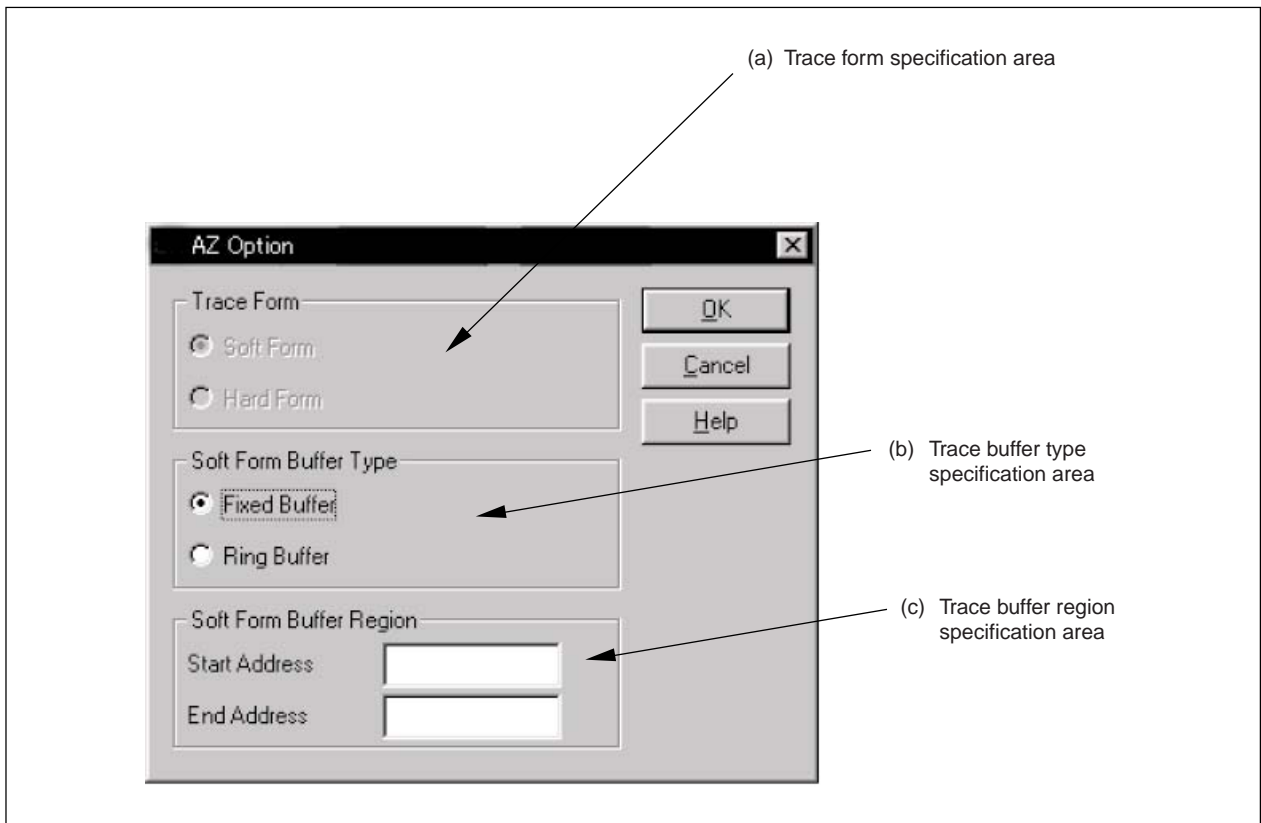 (a) Trace form specification area
AZ Option
Trace Form
Soft Form
Hard Form
OK
Cancel
Help
Soft Form Buffer Type
Fixed Buffer
Ring Buffer
(b) Trace buffer type
specification area
Soft Form Buffer Region
Start Address
End Address
(c) Trace buffer region
specification area